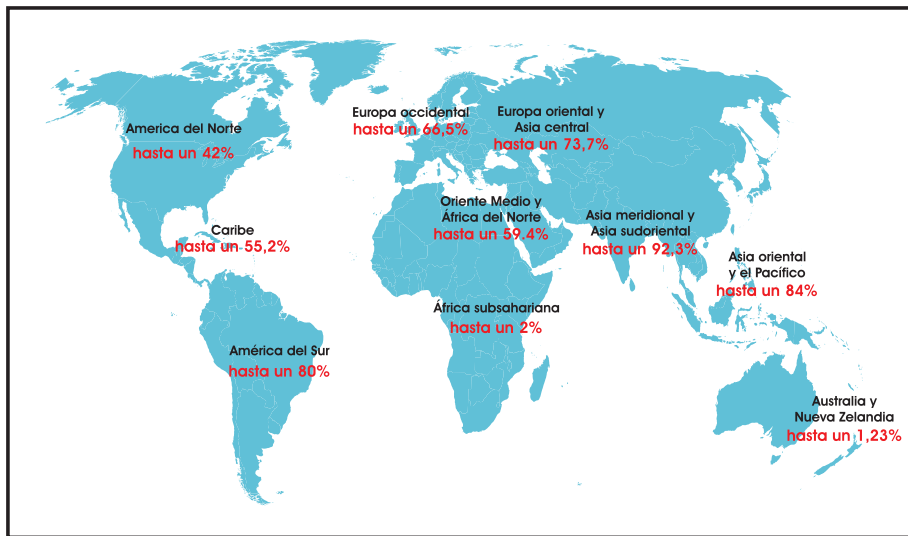 America del Norte
hasta un 42%
Europa occidental
hasta un 66,5%
Europa oriental y
Asia central
hasta un 73,7%
Caribe
hasta un 55,2%
Oriente Medio y
África del Norte
hasta un 59,4%
Asia meridional y
Asia sudoriental
hasta un 92,3%
Asia oriental
y el Pacífico
hasta un 84%
África subsahariana
hasta un 2%
América del Sur
hasta un 80%
Australia y
Nueva Zelandia
hasta un 1,23%